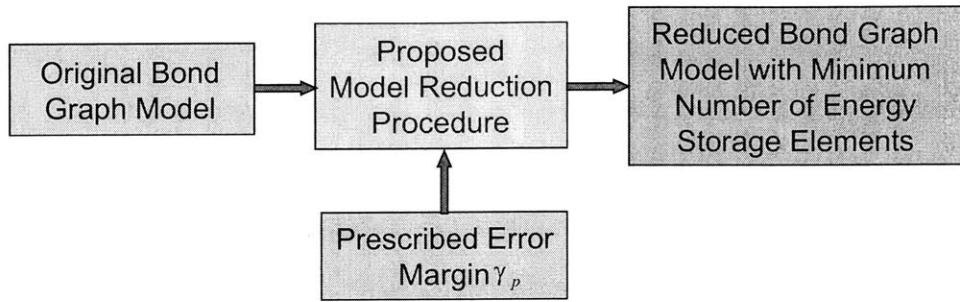 Original Bond
Graph Model
Proposed
Model Reduction
Procedure
Reduced Bond Graph
Model with Minimum
Number of Energy
Storage Elements
Prescribed Error
Margin γₚ